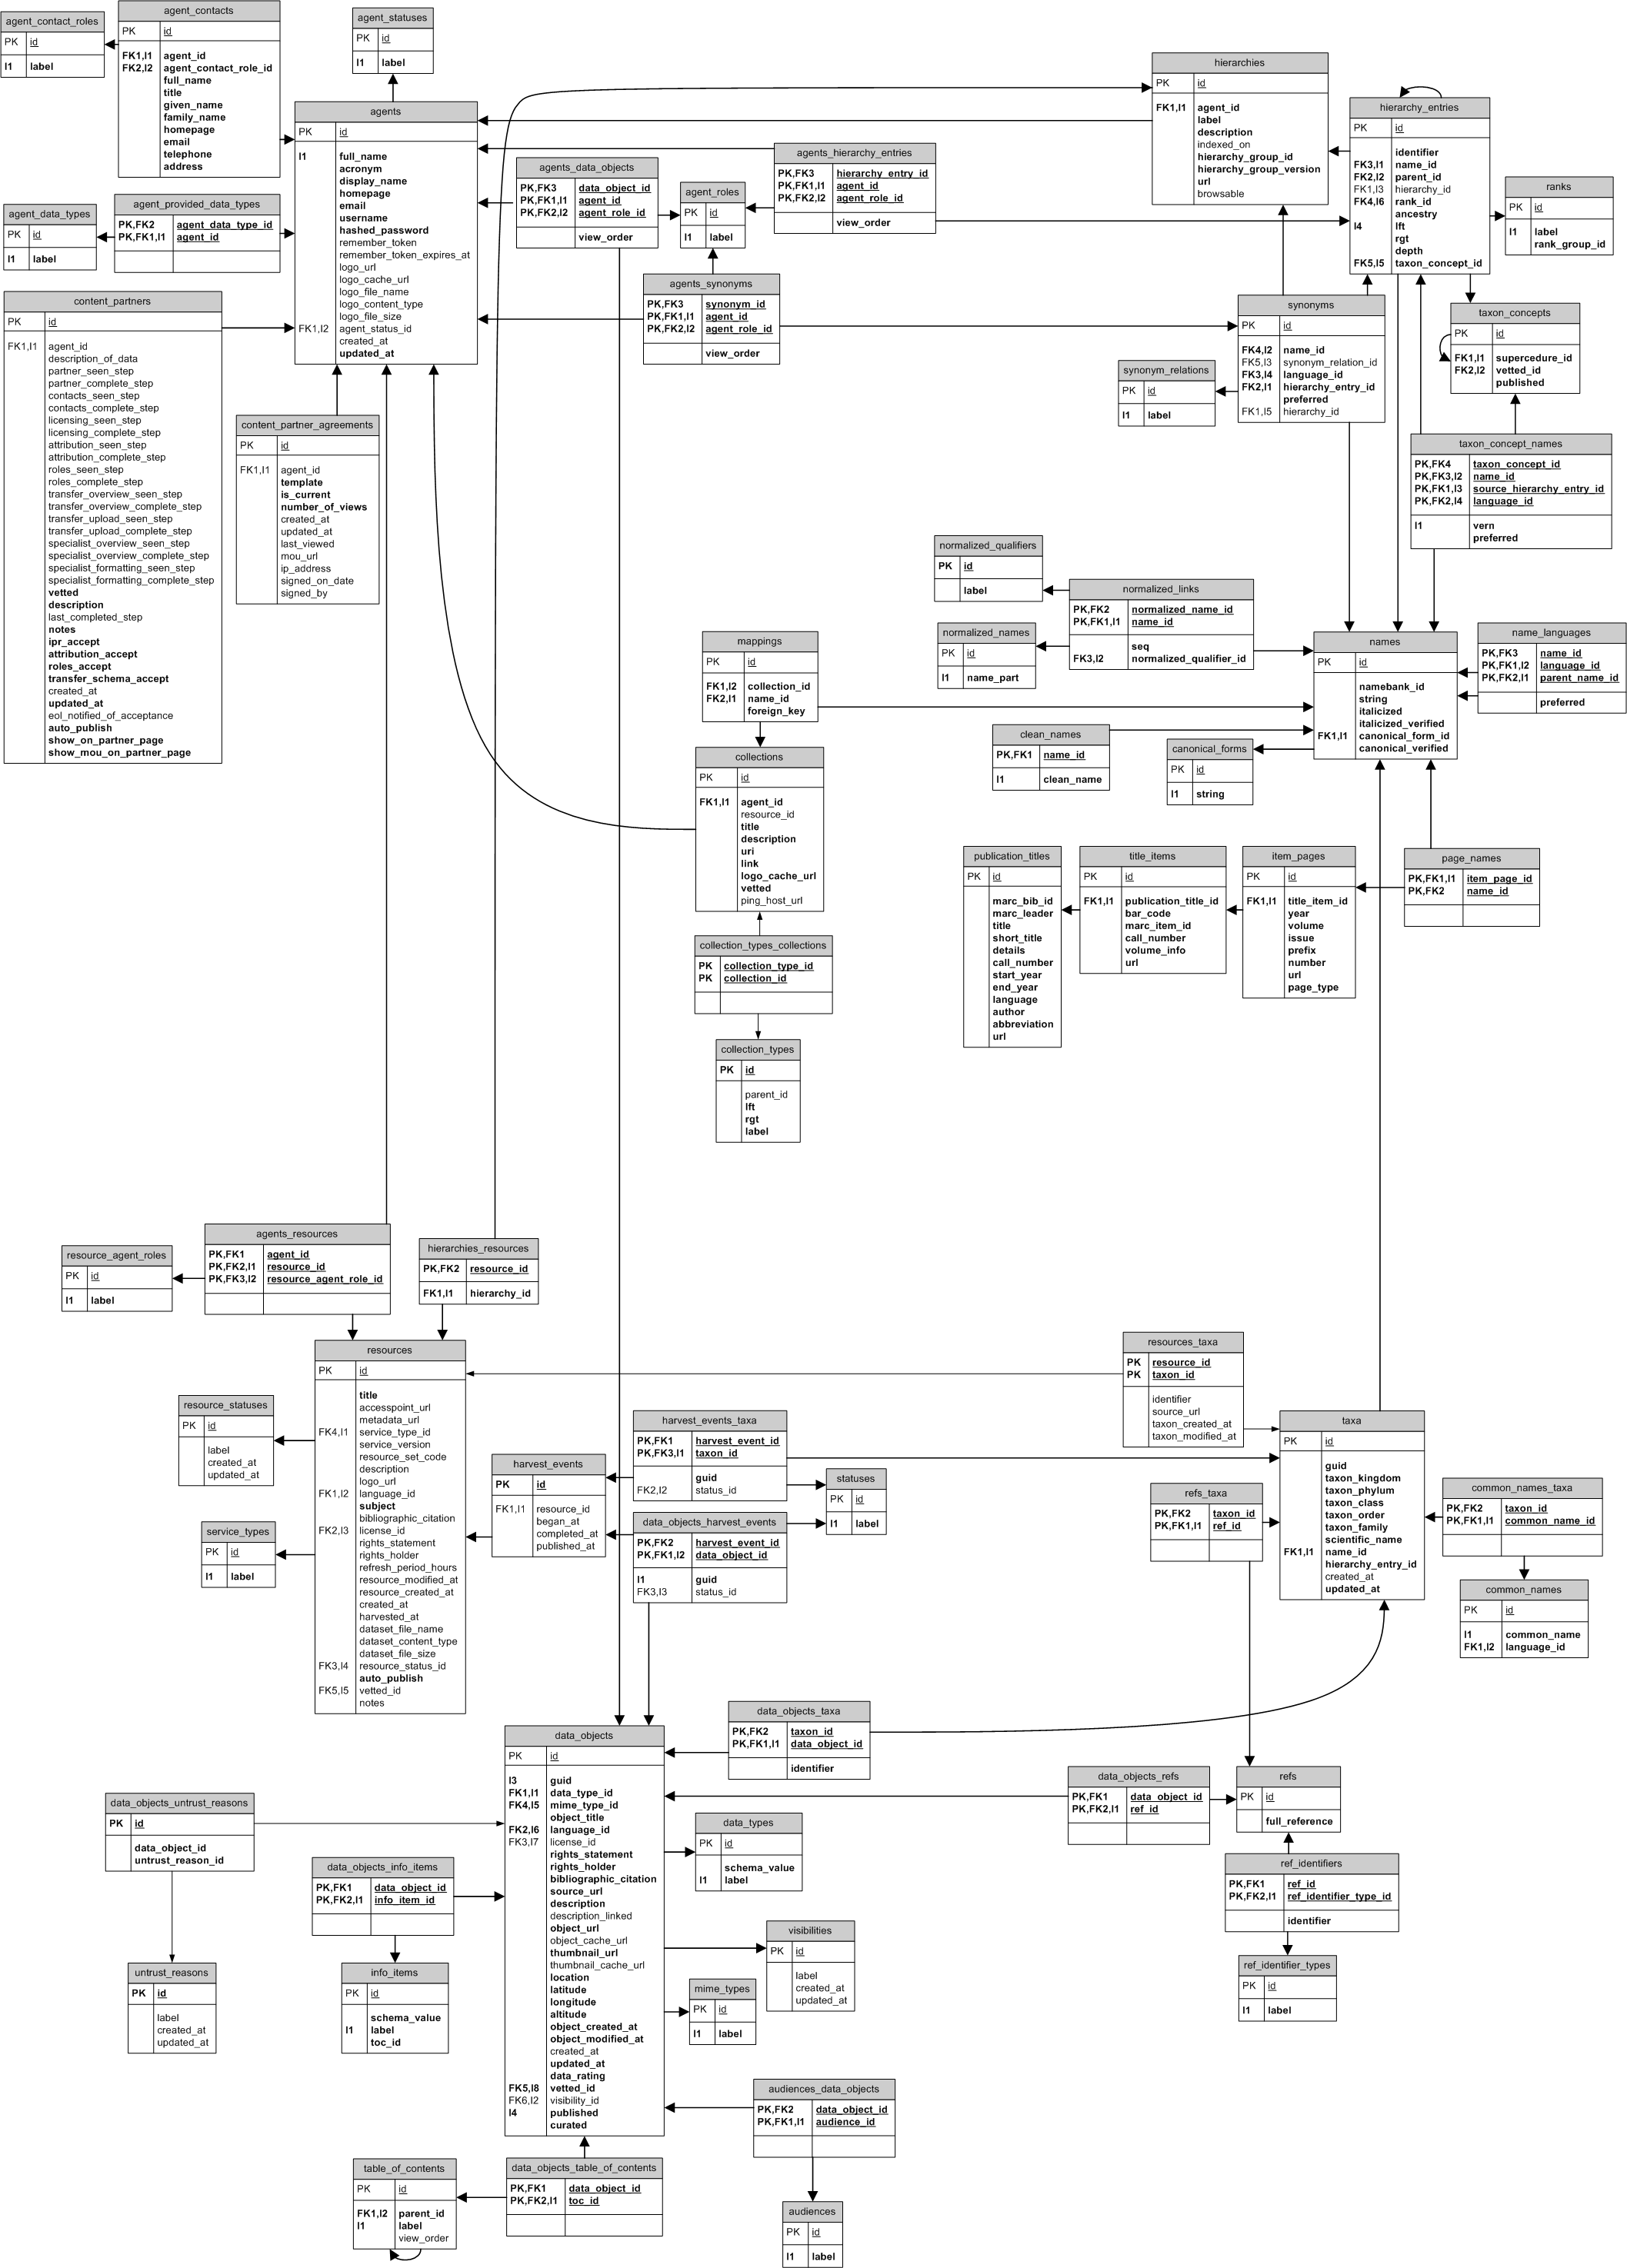 agent_contact_roles
PK id
I1 label
agent_contacts
PK id
FK1,I1 agent_id
FK2,I2 agent_contact_role_id
full_name
title
given_name
family_name
homepage
email
telephone
address
agent_statuses
PK id
I1 label
agents
PK id
I1 full_name
acronym
display_name
homepage
email
username
hashed_password
remember_token
remember_token_expires_at
logo_url
logo_cache_url
logo_file_name
logo_content_type
logo_file_size
FK1,I2 agent_status_id
created_at
updated_at
hierarchies
PK id
FK1,I1 agent_id
label
description
indexed_on
hierarchy_group_id
hierarchy_group_version
url
browsable
hierarchy_entries
PK id
identifier
FK3,I1 name_id
FK2,I2 parent_id
FK1,I3 hierarchy_id
FK4,I6 rank_id
ancestry
I4 lft
rgt
depth
FK5,I5 taxon_concept_id
ranks
PK id
I1 label
rank_group_id
agents_data_objects
PK,FK3 data_object_id
PK,FK1,I1 agent_id
PK,FK2,I2 agent_role_id
view_order
agent_roles
PK id
I1 label
agents_hierarchy_entries
PK,FK3 hierarchy_entry_id
PK,FK1,I1 agent_id
PK,FK2,I2 agent_role_id
view_order
agent_data_types
PK id
I1 label
agent_provided_data_types
PK,FK2 agent_data_type_id
PK,FK1,I1 agent_id
agents_synonyms
PK,FK3 synonym_id
PK,FK1,I1 agent_id
PK,FK2,I2 agent_role_id
view_order
synonyms
PK id
FK4,I2 name_id
FK5,I3 synonym_relation_id
FK3,I4 language_id
FK2,I1 hierarchy_entry_id
preferred
FK1,I5 hierarchy_id
taxon_concepts
PK id
FK1,I1 supercedure_id
FK2,I2 vetted_id
published
synonym_relations
PK id
I1 label
content_partners
PK id
FK1,I1 agent_id
description_of_data
partner_seen_step
partner_complete_step
contacts_seen_step
contacts_complete_step
licensing_seen_step
licensing_complete_step
attribution_seen_step
attribution_complete_step
roles_seen_step
roles_complete_step
transfer_overview_seen_step
transfer_overview_complete_step
transfer_upload_seen_step
transfer_upload_complete_step
specialist_overview_seen_step
specialist_overview_complete_step
specialist_formatting_seen_step
specialist_formatting_complete_step
vetted
description
last_completed_step
notes
ipr_accept
attribution_accept
roles_accept
transfer_schema_accept
created_at
updated_at
eol_notified_of_acceptance
auto_publish
show_on_partner_page
show_mou_on_partner_page
content_partner_agreements
PK id
FK1,I1 agent_id
template
is_current
number_of_views
created_at
updated_at
last_viewed
mou_url
ip_address
signed_on_date
signed_by
taxon_concept_names
PK,FK4 taxon_concept_id
PK,FK3,I2 name_id
PK,FK1,I3 source_hierarchy_entry_id
PK,FK2,I4 language_id
I1 vern
preferred
normalized_qualifiers
PK id
label
normalized_links
PK,FK2 normalized_name_id
PK,FK1,I1 name_id
seq
FK3,I2 normalized_qualifier_id
normalized_names
PK id
I1 name_part
mappings
PK id
FK1,I2 collection_id
FK2,I1 name_id
foreign_key
names
PK id
namebank_id
string
italicized
italicized_verified
FK1,I1 canonical_form_id
canonical_verified
name_languages
PK,FK3 name_id
PK,FK1,I2 language_id
PK,FK2,I1 parent_name_id
preferred
clean_names
PK,FK1 name_id
I1 clean_name
canonical_forms
PK id
I1 string
collections
PK id
FK1,I1 agent_id
resource_id
title
description
uri
link
logo_cache_url
vetted
ping_host_url
publication_titles
PK id
marc_bib_id
marc_leader
title
short_title
details
call_number
start_year
end_year
language
author
abbreviation
url
title_items
PK id
FK1,I1 publication_title_id
bar_code
marc_item_id
call_number
volume_info
url
item_pages
PK id
FK1,I1 title_item_id
year
volume
issue
prefix
number
url
page_type
page_names
PK,FK1,I1 item_page_id
PK,FK2 name_id
collection_types_collections
PK collection_type_id
PK collection_id
collection_types
PK id
parent_id
lft
rgt
label
agents_resources
PK,FK1 agent_id
PK,FK2,I1 resource_id
PK,FK3,I2 resource_agent_role_id
resource_agent_roles
PK id
I1 label
hierarchies_resources
PK,FK2 resource_id
FK1,I1 hierarchy_id
resources
PK id
title
accesspoint_url
metadata_url
FK4,I1 service_type_id
service_version
resource_set_code
description
logo_url
FK1,I2 language_id
subject
bibliographic_citation
FK2,I3 license_id
rights_statement
rights_holder
refresh_period_hours
resource_modified_at
resource_created_at
created_at
harvested_at
dataset_file_name
dataset_content_type
dataset_file_size
FK3,I4 resource_status_id
auto_publish
FK5,I5 vetted_id
notes
resource_statuses
PK id
label
created_at
updated_at
service_types
PK id
I1 label
resources_taxa
PK resource_id
PK taxon_id
identifier
source_url
taxon_created_at
taxon_modified_at
harvest_events
PK id
FK1,I1 resource_id
began_at
completed_at
published_at
harvest_events_taxa
PK,FK1 harvest_event_id
PK,FK3,I1 taxon_id
guid
FK2,I2 status_id
statuses
PK id
I1 label
data_objects_harvest_events
PK,FK2 harvest_event_id
PK,FK1,I2 data_object_id
I1 guid
FK3,I3 status_id
taxa
PK id
guid
taxon_kingdom
taxon_phylum
taxon_class
taxon_order
taxon_family
scientific_name
FK1,I1 name_id
hierarchy_entry_id
created_at
updated_at
refs_taxa
PK,FK2 taxon_id
PK,FK1,I1 ref_id
common_names_taxa
PK,FK2 taxon_id
PK,FK1,I1 common_name_id
common_names
PK id
I1 common_name
FK1,I2 language_id
data_objects_taxa
PK,FK2 taxon_id
PK,FK1,I1 data_object_id
identifier
data_objects
PK id
I3 guid
FK1,I1 data_type_id
FK4,I5 mime_type_id
object_title
FK2,I6 language_id
FK3,I7 license_id
rights_statement
rights_holder
bibliographic_citation
source_url
description
description_linked
object_url
object_cache_url
thumbnail_url
thumbnail_cache_url
location
latitude
longitude
altitude
object_created_at
object_modified_at
created_at
updated_at
data_rating
FK5,I8 vetted_id
FK6,I2 visibility_id
I4 published
curated
data_objects_refs
PK,FK1 data_object_id
PK,FK2,I1 ref_id
refs
PK id
full_reference
data_objects_untrust_reasons
PK id
data_object_id
untrust_reason_id
data_types
PK id
schema_value
I1 label
data_objects_info_items
PK,FK1 data_object_id
PK,FK2,I1 info_item_id
ref_identifiers
PK,FK1 ref_id
PK,FK2,I1 ref_identifier_type_id
identifier
visibilities
PK id
label
created_at
updated_at
untrust_reasons
PK id
label
created_at
updated_at
info_items
PK id
schema_value
I1 label
toc_id
mime_types
PK id
I1 label
ref_identifier_types
PK id
I1 label
audiences_data_objects
PK,FK2 data_object_id
PK,FK1,I1 audience_id
table_of_contents
PK id
FK1,I2 parent_id
I1 label
view_order
data_objects_table_of_contents
PK,FK1 data_object_id
PK,FK2,I1 toc_id
audiences
PK id
I1 label